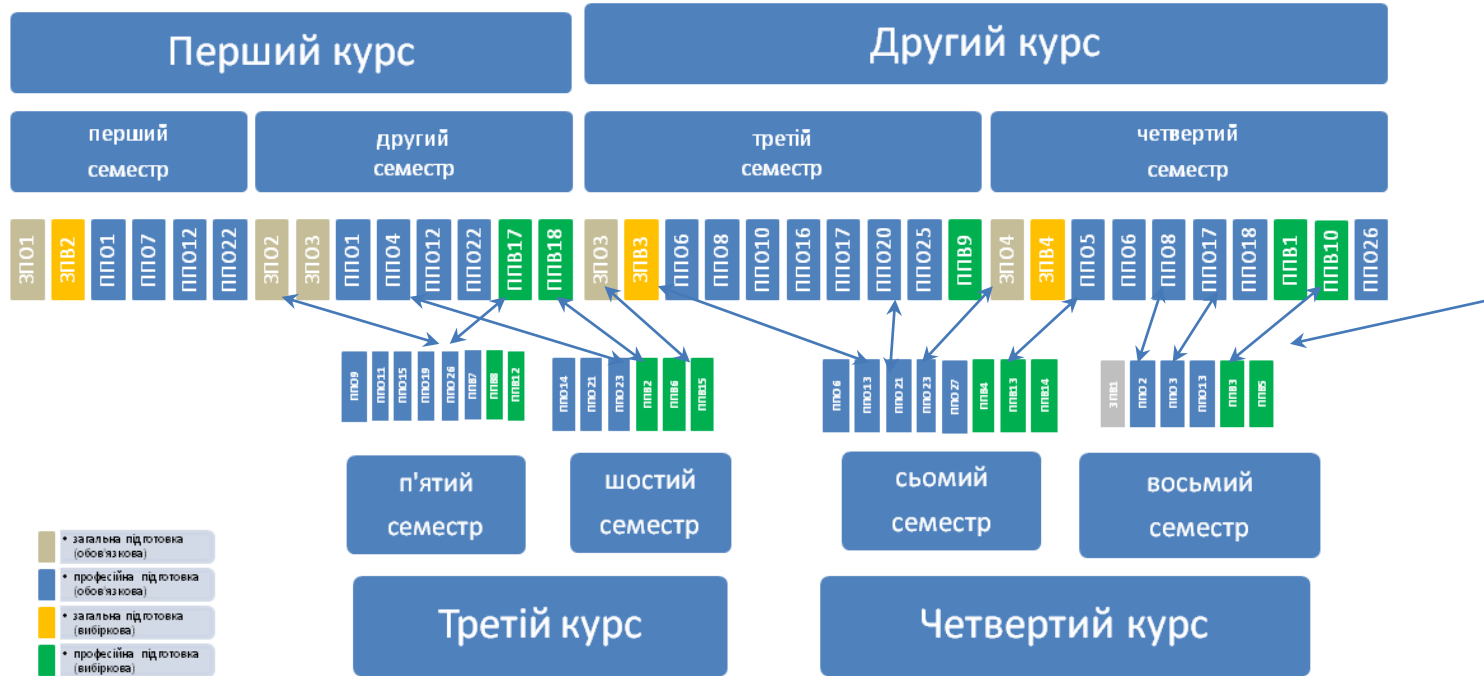 Перший курс
Другий курс
перший
семестр
другий
семестр
третій
семестр
четвертий
семестр
ЗПО1
ЗПВ2
ППО1
ППО7
ППО12
ППО22
ЗПО2
ЗПО3
ППО1
ППО4
ППО12
ППО22
ППВ17
ППВ18
ЗПО3
ЗПВ3
ППО6
ППО8
ППО10
ППО16
ППО17
ППО20
ППО25
ППВ9
ЗПО4
ЗПВ4
ППО5
ППО6
ППО8
ППО17
ППО18
ППВ1
ППВ10
ППО26
ППО9
ППО11
ППО15
ППО19
ППО26
ППВ7
ППВ8
ППВ12
ППО14
ППО21
ППО23
ППВ2
ППВ6
ППВ15
ППО6
ППО13
ППО21
ППО23
ППО27
ППВ4
ППВ13
ППВ14
ЗПВ1
ППО2
ППО3
ППО13
ППВ3
ППВ5
п'ятий
семестр
шостий
семестр
сьомий
семестр
восьмий
семестр
Третій курс
Четвертий курс
• загальна підготовка
(обов'язкова)
• професійна підготовка
(обов'язкова)
• загальна підготовка
(вибіркова)
• професійна підготовка
(вибіркова)